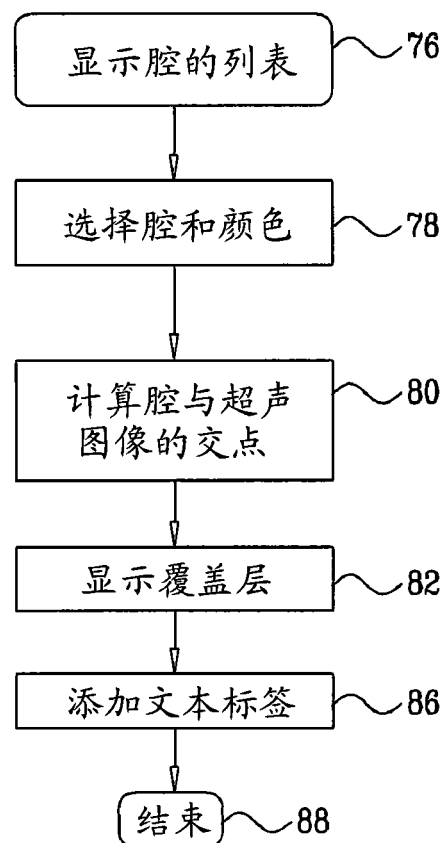 显示腔的列表
76
选择腔和颜色
78
计算腔与超声
图像的交点
80
显示覆盖层
82
添加文本标签
86
结束
88